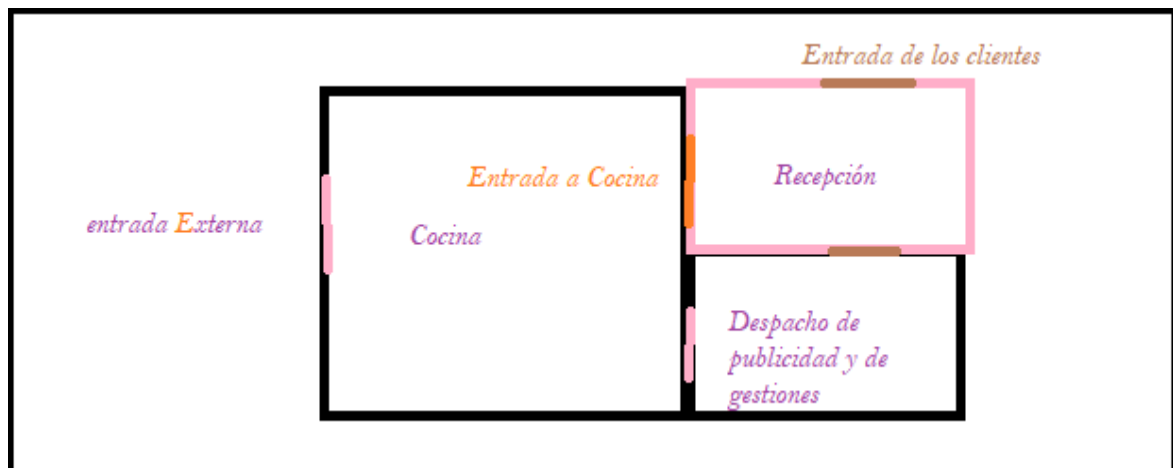 Entrada de los clientes
Entrada a Cocina
Recepción
entrada Externa
Cocina
Despacho de
publicidad y de
gestiones